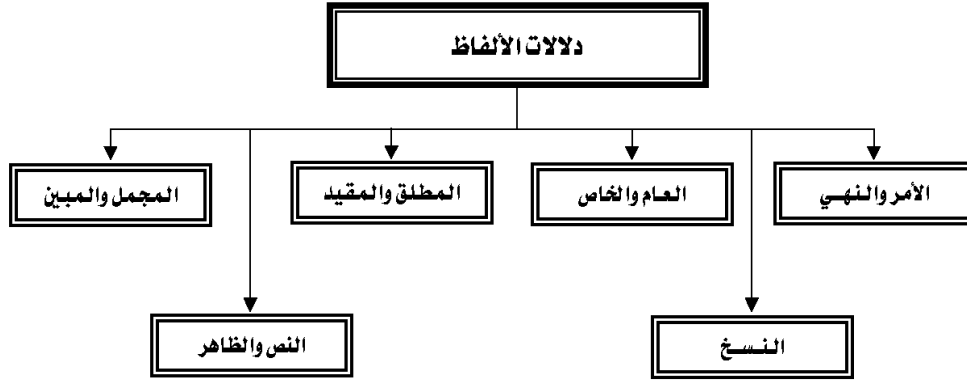 دلالات الألفاظ
الأمر والنهي
العام والخاص
المطلق والمقيد
المجمل والمبين
النسخ
النص والظاهر